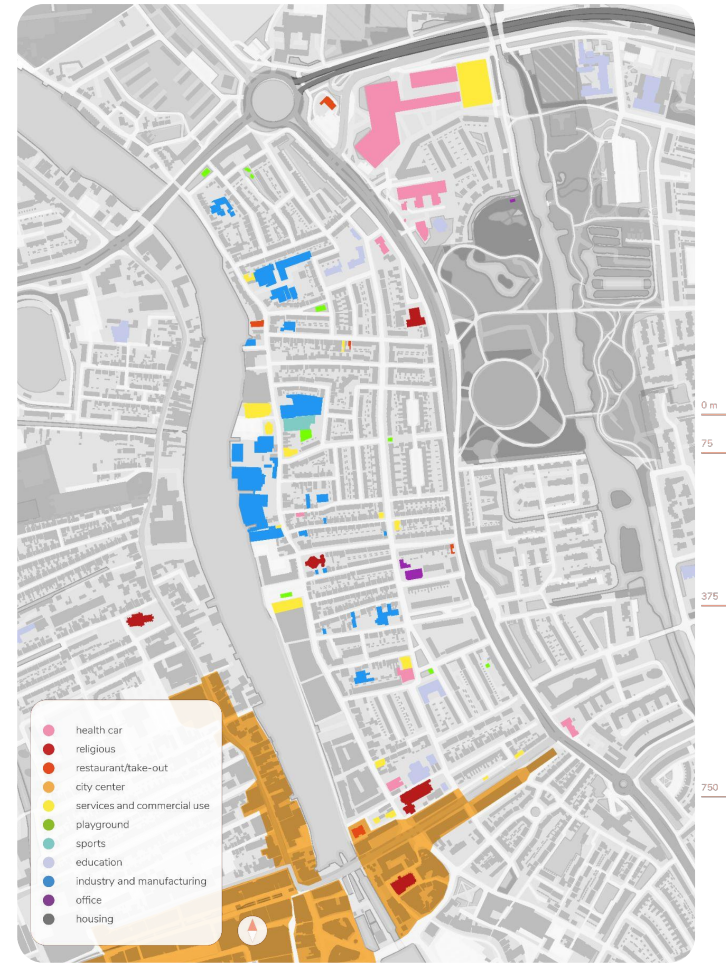 0 m
75
375
750
health car
religious
restaurant/take-out
city center
services and commercial use
playground
sports
education
industry and manufacturing
office
housing